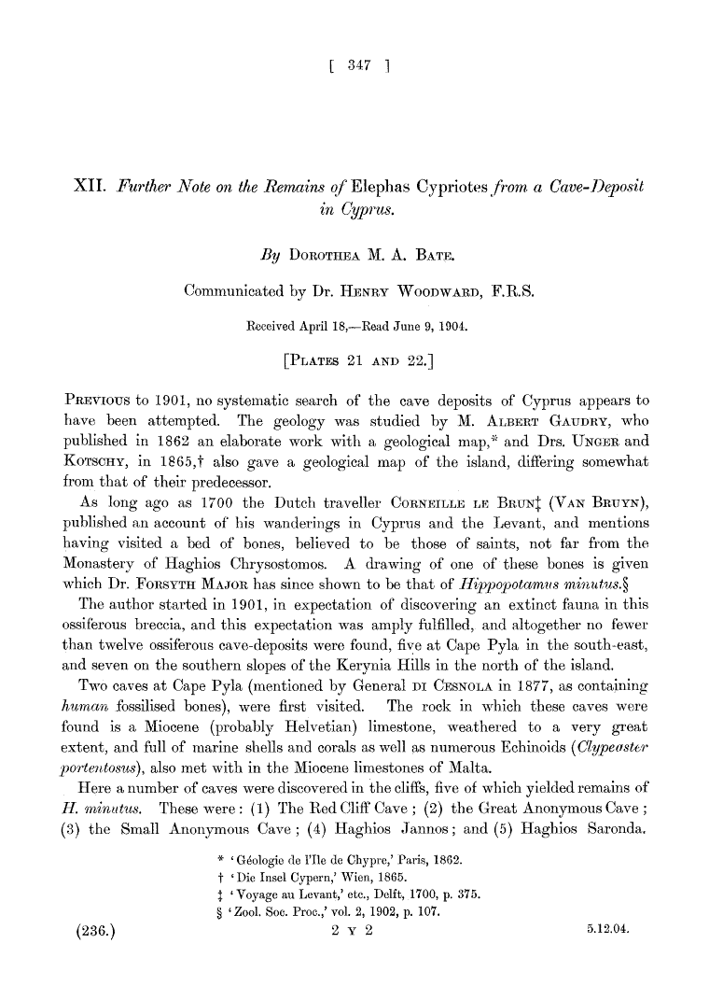 [ 347 ]
XII. Further Note on the Remains of Elephas Cypriotes from a Cave-Deposit
in Cyprus.
By DOROTHEA M. A. BATE.
Communicated by Dr. HENRY WOODWARD, F.R.S.
Received April 18,—Read June 9, 1904.
[PLATES 21 AND 22.]
PREVIOUS to 1901, no systematic search of the cave deposits of Cyprus appears to
have been attempted. The geology was studied by M. ALBERT GAUDRY, who
published in 1862 an elaborate work with a geological map,* and Drs. UNGER and
KOTSCHY, in 1865,† also gave a geological map of the island, differing somewhat
from that of their predecessor.
As long ago as 1700 the Dutch traveller CORNEILLE LE BRUN‡ (VAN BRUYN),
published an account of his wanderings in Cyprus and the Levant, and mentions
having visited a bed of bones, believed to be those of saints, not far from the
Monastery of Haghios Chrysostomos. A drawing of one of these bones is given
which Dr. FORSYTH MAJOR has since shown to be that of Hippopotamus minutus.§
The author started in 1901, in expectation of discovering an extinct fauna in this
ossiferous breccia, and this expectation was amply fulfilled, and altogether no fewer
than twelve ossiferous cave-deposits were found, five at Cape Pyla in the south-east,
and seven on the southern slopes of the Kerynia Hills in the north of the island.
Two caves at Cape Pyla (mentioned by General DI CESNOLA in 1877, as containing
human fossilised bones), were first visited. The rock in which these caves were
found is a Miocene (probably Helvetian) limestone, weathered to a very great
extent, and full of marine shells and corals as well as numerous Echinoids (Clypeaster
portentosus), also met with in the Miocene limestones of Malta.
Here a number of caves were discovered in the cliffs, five of which yielded remains of
H. minutus. These were : (1) The Red Cliff Cave ; (2) the Great Anonymous Cave ;
(3) the Small Anonymous Cave ; (4) Haghios Jannos ; and (5) Haghios Saronda.
* ‘Géologie de l'Ile de Chypre,’ Paris, 1862.
† ‘Die Insel Cypern,’ Wien, 1865.
‡ ‘Voyage au Levant,’ etc., Delft, 1700, p. 375.
§ ‘Zool. Soc. Proc.,’ vol. 2, 1902, p. 107.
(236.) 2 Y 2 5.12.04.